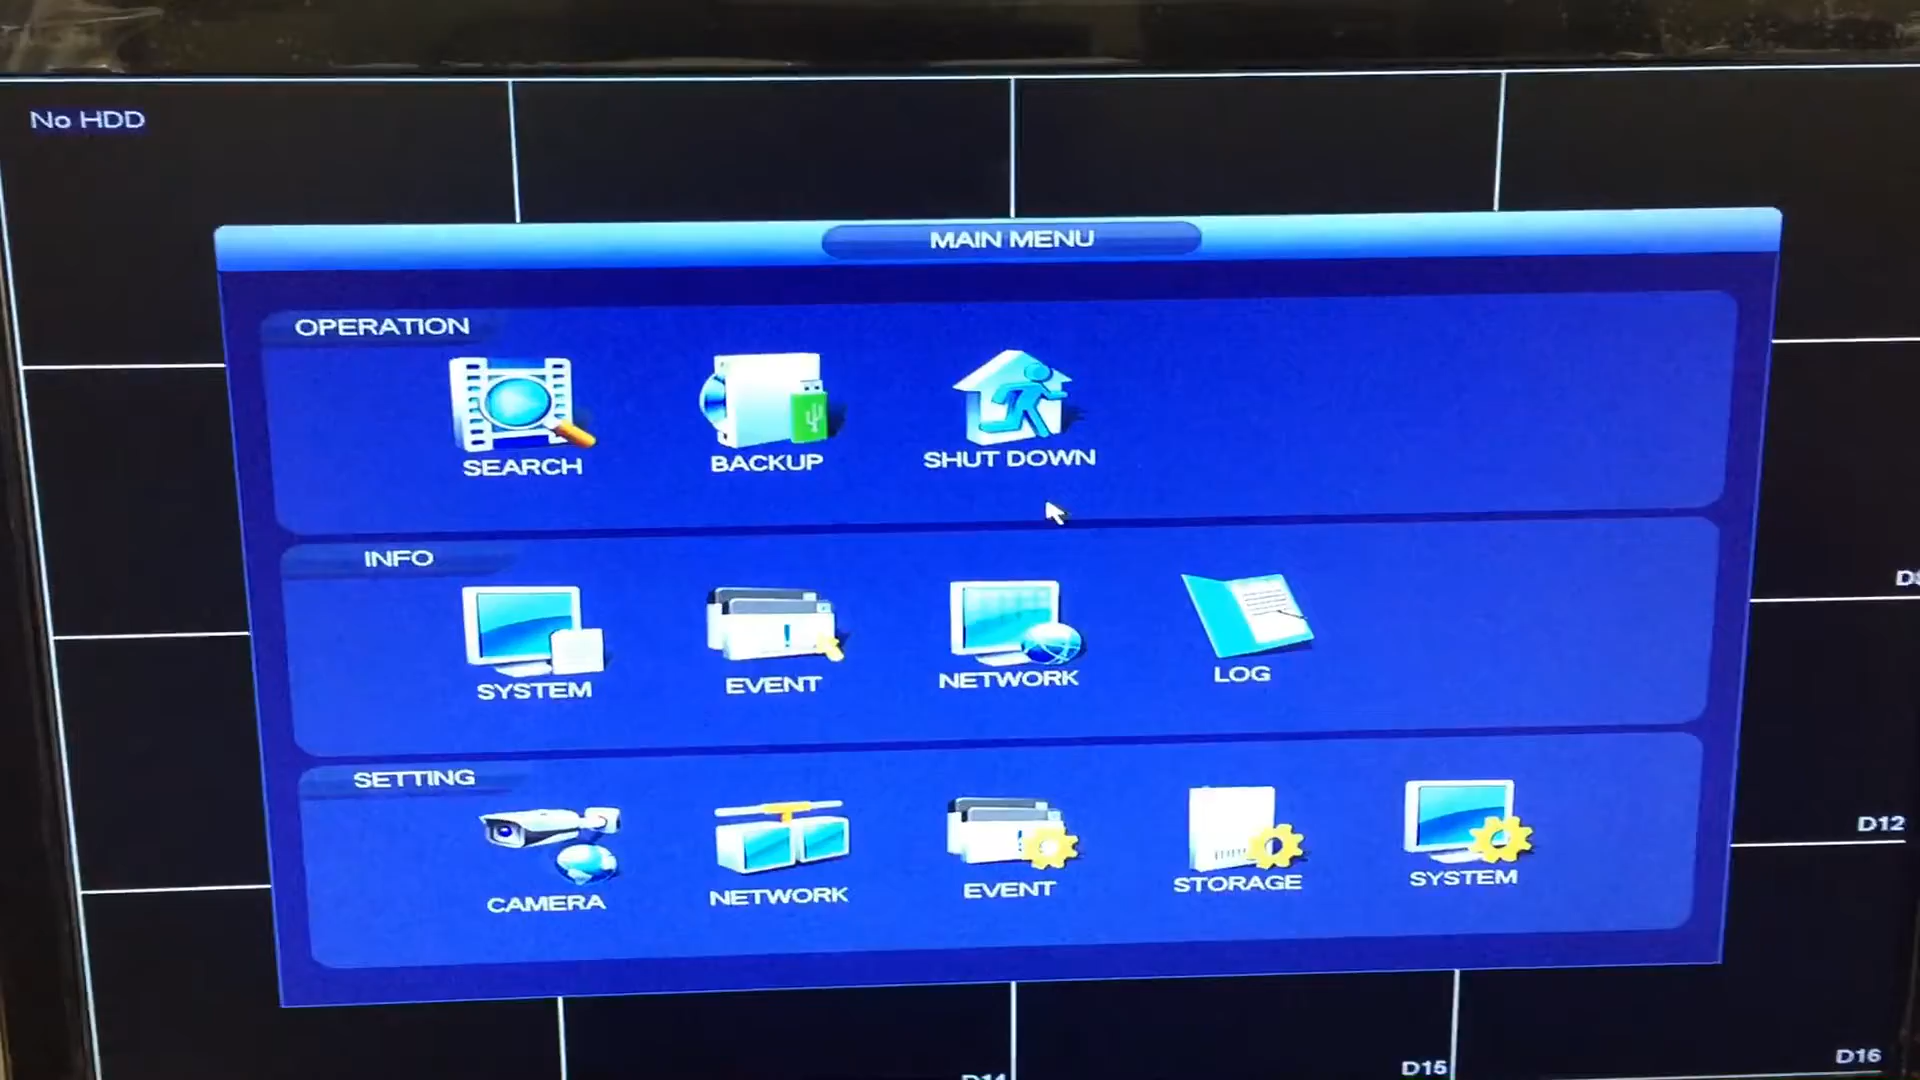 No HDD
MAIN MENU
OPERATION
SEARCH
BACKUP
SHUT DOWN
INFO
SYSTEM
EVENT
NETWORK
LOG
SETTING
CAMERA
NETWORK
EVENT
STORAGE
SYSTEM
D12
D14
D15
D16